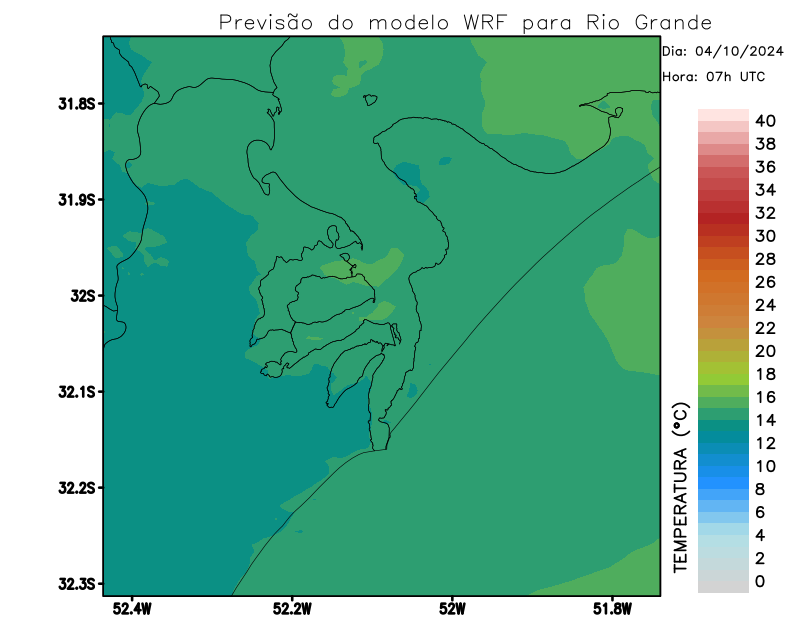 Previsão do modelo WRF para Rio Grande
Dia: 04/10/2024
Hora: 07h UTC
31.8S
31.9S
32S
32.1S
32.2S
32.3S
52.4W
52.2W
52W
51.8W
TEMPERATURA (°C)
40
38
36
34
32
30
28
26
24
22
20
18
16
14
12
10
8
6
4
2
0